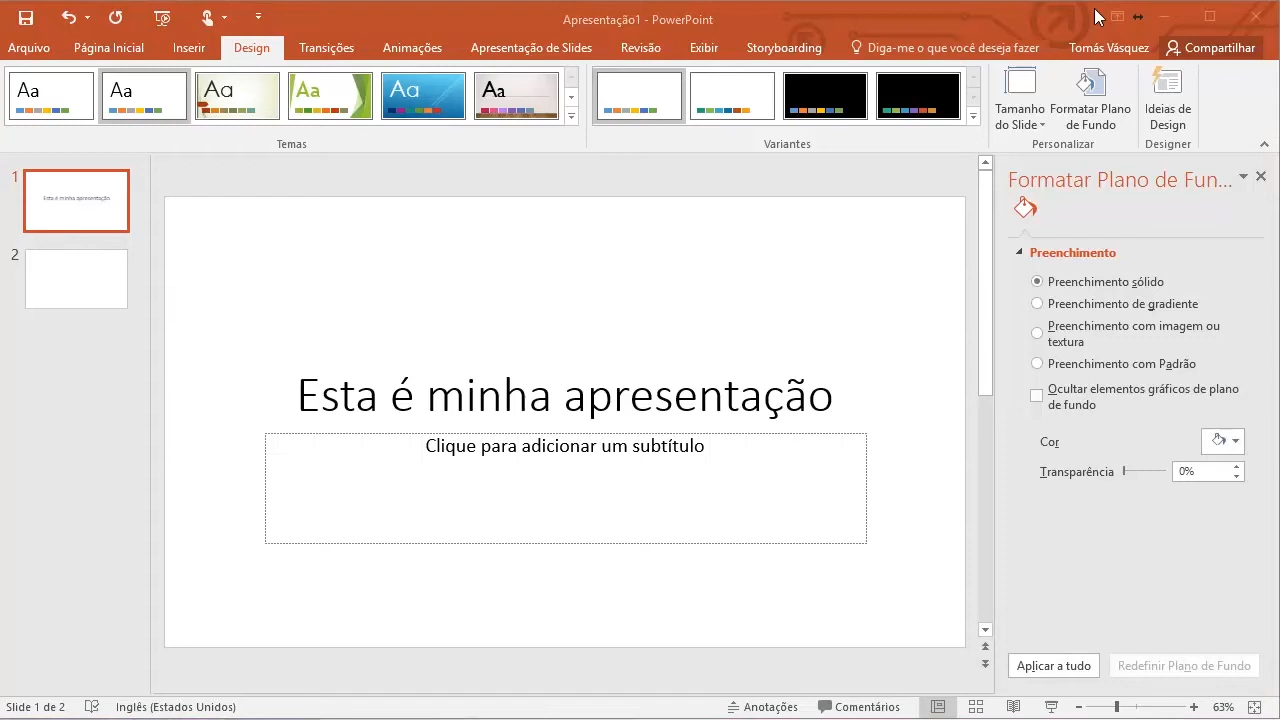 Apresentação1 - PowerPoint
Arquivo
Página Inicial
Inserir
Design
Transições
Animações
Apresentação de Slides
Revisão
Exibir
Storyboarding
Diga-me o que você deseja fazer
Tomás Vásquez
Compartilhar
Aa
Aa
Aa
Aa
Aa
Aa
Tamanho
do Slide
Formatar Plano
de Fundo
Ideias de
Design
Temas
Variantes
Personalizar
Designer
1
Esta é minha apresentação
2
Esta é minha apresentação
Clique para adicionar um subtítulo
Formatar Plano de Fun...
Preenchimento
Preenchimento sólido
Preenchimento de gradiente
Preenchimento com imagem ou
textura
Preenchimento com Padrão
Ocultar elementos gráficos de plano
de fundo
Cor
Transparência
0%
Aplicar a tudo
Redefinir Plano de Fundo
Slide 1 de 2
Inglês (Estados Unidos)
Anotações
Comentários
63%